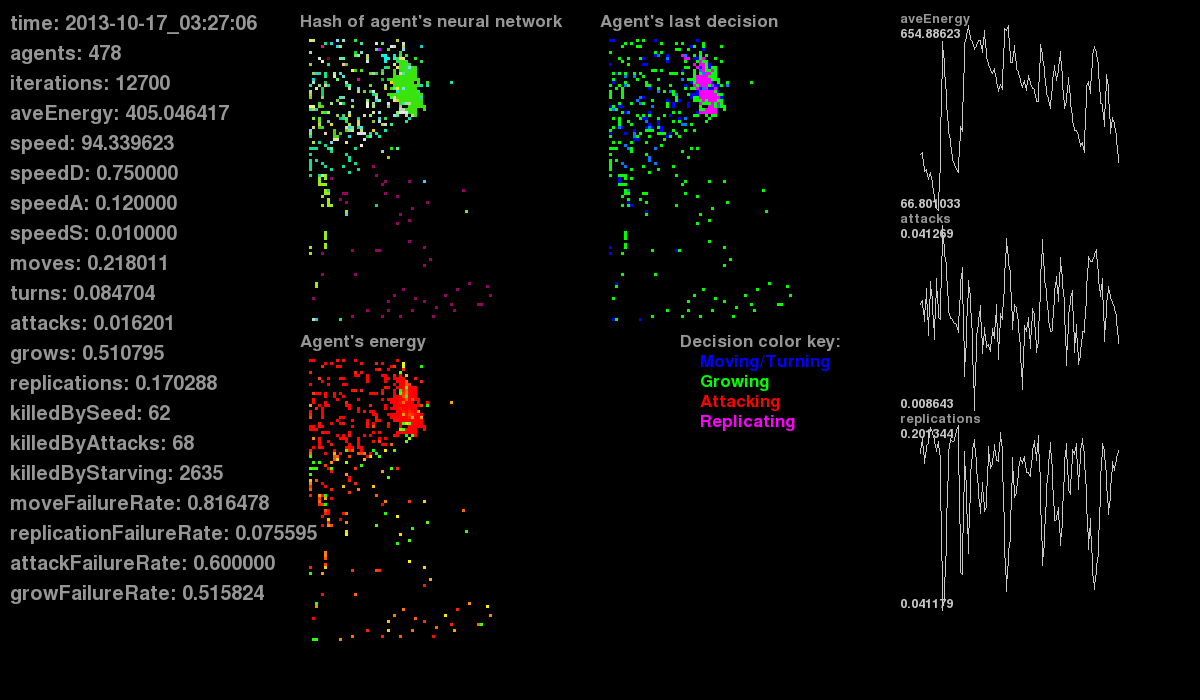 time: 2013-10-17_03:27:06
agents: 478
iterations: 12700
aveEnergy: 405.046417
speed: 94.339623
speedD: 0.750000
speedA: 0.120000
speedS: 0.010000
moves: 0.218011
turns: 0.084704
attacks: 0.016201
grows: 0.510795
replications: 0.170288
killedBySeed: 62
killedByAttacks: 68
killedByStarving: 2635
moveFailureRate: 0.816478
replicationFailureRate: 0.075595
attackFailureRate: 0.600000
growFailureRate: 0.515824
Hash of agent's neural network
Agent's last decision
Agent's energy
Decision color key:
Moving/Turning
Growing
Attacking
Replicating
aveEnergy
654.88623
66.801033
attacks
0.041269
0.008643
replications
0.201344
0.041179